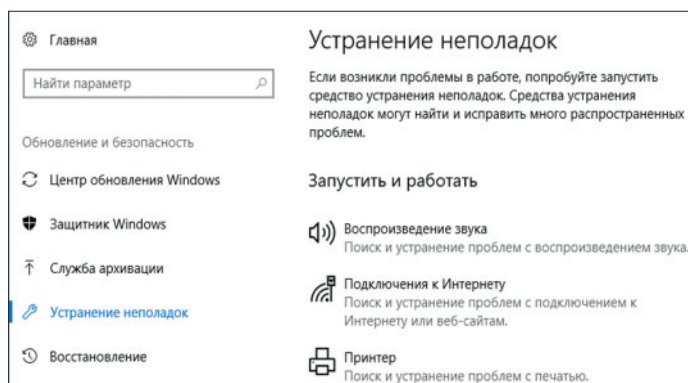 Главная
Найти параметр
Обновление и безопасность
Центр обновления Windows
Защитник Windows
Служба архивации
Устранение неполадок
Восстановление
Устранение неполадок
Если возникли проблемы в работе, попробуйте запустить
средство устранения неполадок. Средства устранения
неполадок могут найти и исправить много распространенных
проблем.
Запустить и работать
Воспроизведение звука
Поиск и устранение проблем с воспроизведением звука.
Подключения к Интернету
Поиск и устранение проблем с подключением к
Интернету или веб-сайтам.
Принтер
Поиск и устранение проблем с печатью.